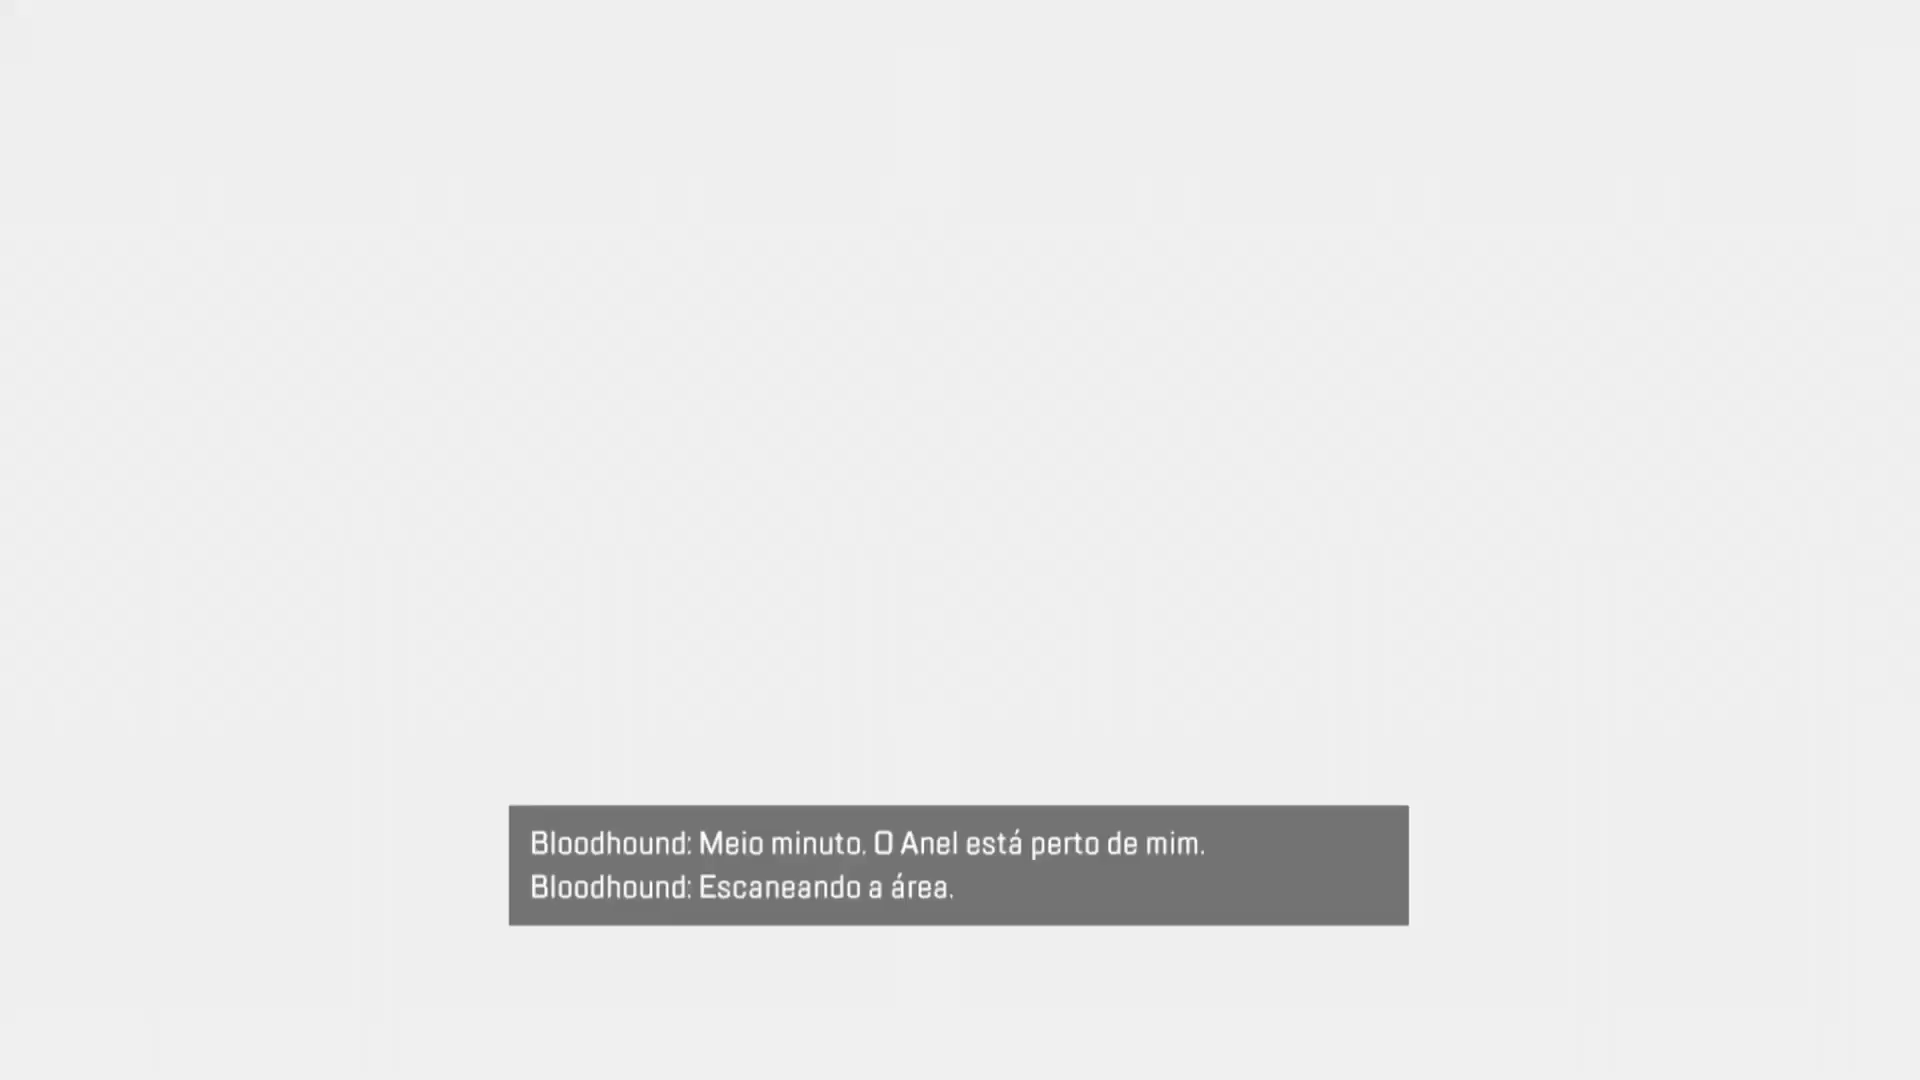 Bloodhound: Meio minuto. O Anel está perto de mim.
Bloodhound: Escaneando a área.